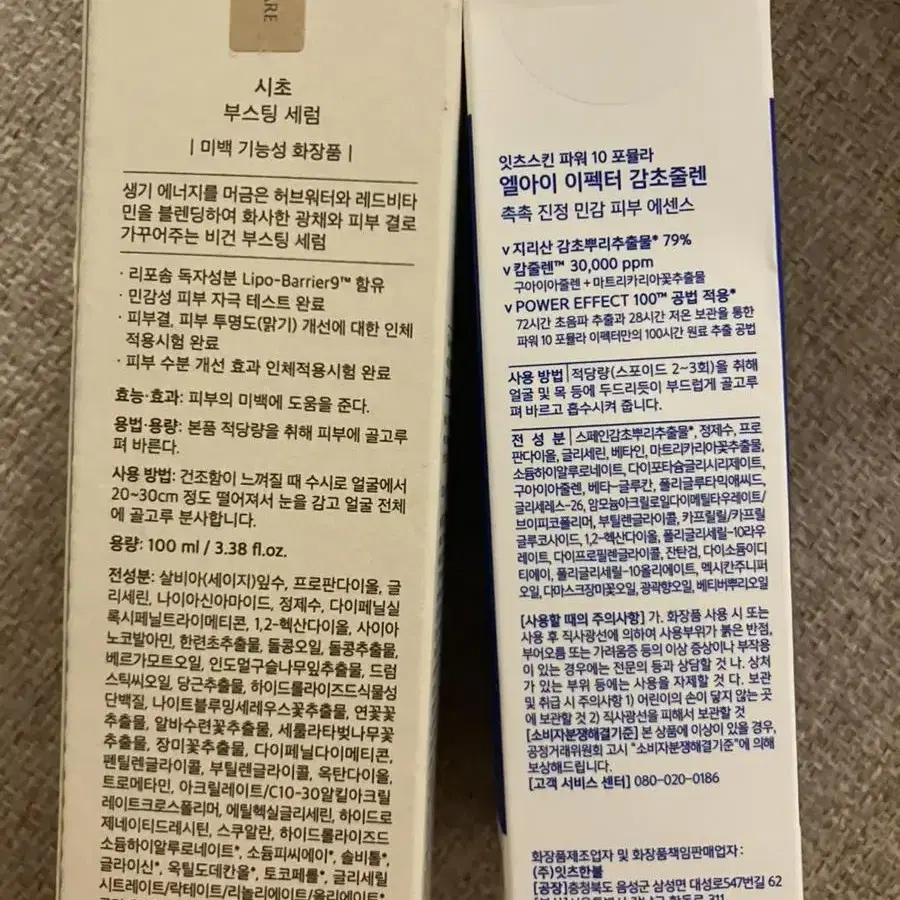 ARE
시초
부스팅 세럼
| 미백 기능성 화장품 |
생기 에너지를 머금은 허브워터와 레드비타
민을 블렌딩하여 화사한 광채와 피부 결로
가꾸어주는 비건 부스팅 세럼
· 리포솜 독자성분 Lipo-Barrier9™ 함유
· 민감성 피부 자극 테스트 완료
· 피부결, 피부 투명도(맑기) 개선에 대한 인체
적용시험 완료
· 피부 수분 개선 효과 인체적용시험 완료
효능·효과: 피부의 미백에 도움을 준다.
용법·용량: 본품 적당량을 취해 피부에 골고루
펴 바른다.
사용 방법: 건조함이 느껴질 때 수시로 얼굴에서
20~30cm 정도 떨어져서 눈을 감고 얼굴 전체
에 골고루 분사합니다.
용량: 100 ml / 3.38 fl.oz.
전성분: 살비아(세이지)잎수, 프로판다이올, 글
리세린, 나이아신아마이드, 정제수, 다이페닐실
록시페닐트라이메티콘, 1,2-헥산다이올, 사이아
노코발아민, 한련초추출물, 돌콩오일, 돌콩추출물,
베르가모트오일, 인도멀구슬나무잎추출물, 드럼
스틱씨오일, 당근추출물, 하이드롤라이즈드식물성
단백질, 나이트블루밍세레우스꽃추출물, 연꽃꽃
추출물, 알바수련꽃추출물, 세룰라타벚나무꽃
추출물, 장미꽃추출물, 다이페닐다이메티콘,
펜틸렌글라이콜, 부틸렌글라이콜, 옥탄다이올,
트로메타민, 아크릴레이트/C10-30알킬아크릴
레이트크로스폴리머, 에틸헥실글리세린, 하이드로
제네이티드레시틴, 스쿠알란, 하이드롤라이즈드
소듐하이알루로네이트*, 소듐피씨에이*, 솔비톨*,
글라이신*, 옥틸도데칸올*, 토코페롤*, 글리세릴
시트레이트/락테이트/리놀리에이트/올리에이트*,
잇츠스킨 파워 10 포뮬라
엘아이 이펙터 감초줄렌
촉촉 진정 민감 피부 에센스
v 지리산 감초뿌리추출물* 79%
v 캄줄렌™ 30,000 ppm
구아이아줄렌 + 마트리카리아꽃추출물
v POWER EFFECT 100™ 공법 적용*
72시간 초음파 추출과 28시간 저온 보관을 통한
파워 10 포뮬라 이펙터만의 100시간 원료 추출 공법
사용 방법 | 적당량(스포이드 2~3회)을 취해
얼굴 및 목 등에 두드리듯이 부드럽게 골고루
펴 바르고 흡수시켜 줍니다.
전 성 분 | 스페인감초뿌리추출물*, 정제수, 프로
판다이올, 글리세린, 베타인, 마트리카리아꽃추출물,
소듐하이알루로네이트, 다이포타슘글리시리제이트,
구아이아줄렌, 베타-글루칸, 폴리글루타믹애씨드,
글리세레스-26, 암모늄아크릴로일다이메틸타우레이트/
브이피코폴리머, 부틸렌글라이콜, 카프릴릴/카프릴
글루코사이드, 1,2-헥산다이올, 폴리글리세릴-10라우
레이트, 다이프로필렌글라이콜, 잔탄검, 다이소듐이디
티에이, 폴리글리세릴-10올리에이트, 멕시칸주니퍼
오일, 다마스크장미꽃오일, 광곽향오일, 베티버뿌리오일
[사용할 때의 주의사항] 가. 화장품 사용 시 또는
사용 후 직사광선에 의하여 사용부위가 붉은 반점,
부어오름 또는 가려움증 등의 이상 증상이나 부작용
이 있는 경우에는 전문의 등과 상담할 것 나. 상처
가 있는 부위 등에는 사용을 자제할 것 다. 보관
및 취급 시 주의사항 1) 어린이의 손이 닿지 않는 곳
에 보관할 것 2) 직사광선을 피해서 보관할 것
[소비자분쟁해결기준] 본 상품에 이상이 있을 경우,
공정거래위원회 고시 "소비자분쟁해결기준"에 의해
보상해드립니다.
[고객 서비스 센터] 080-020-0186
화장품제조업자 및 화장품책임판매업자 :
(주)잇츠한불
[공장]충청북도 음성군 삼성면 대성로547번길 62